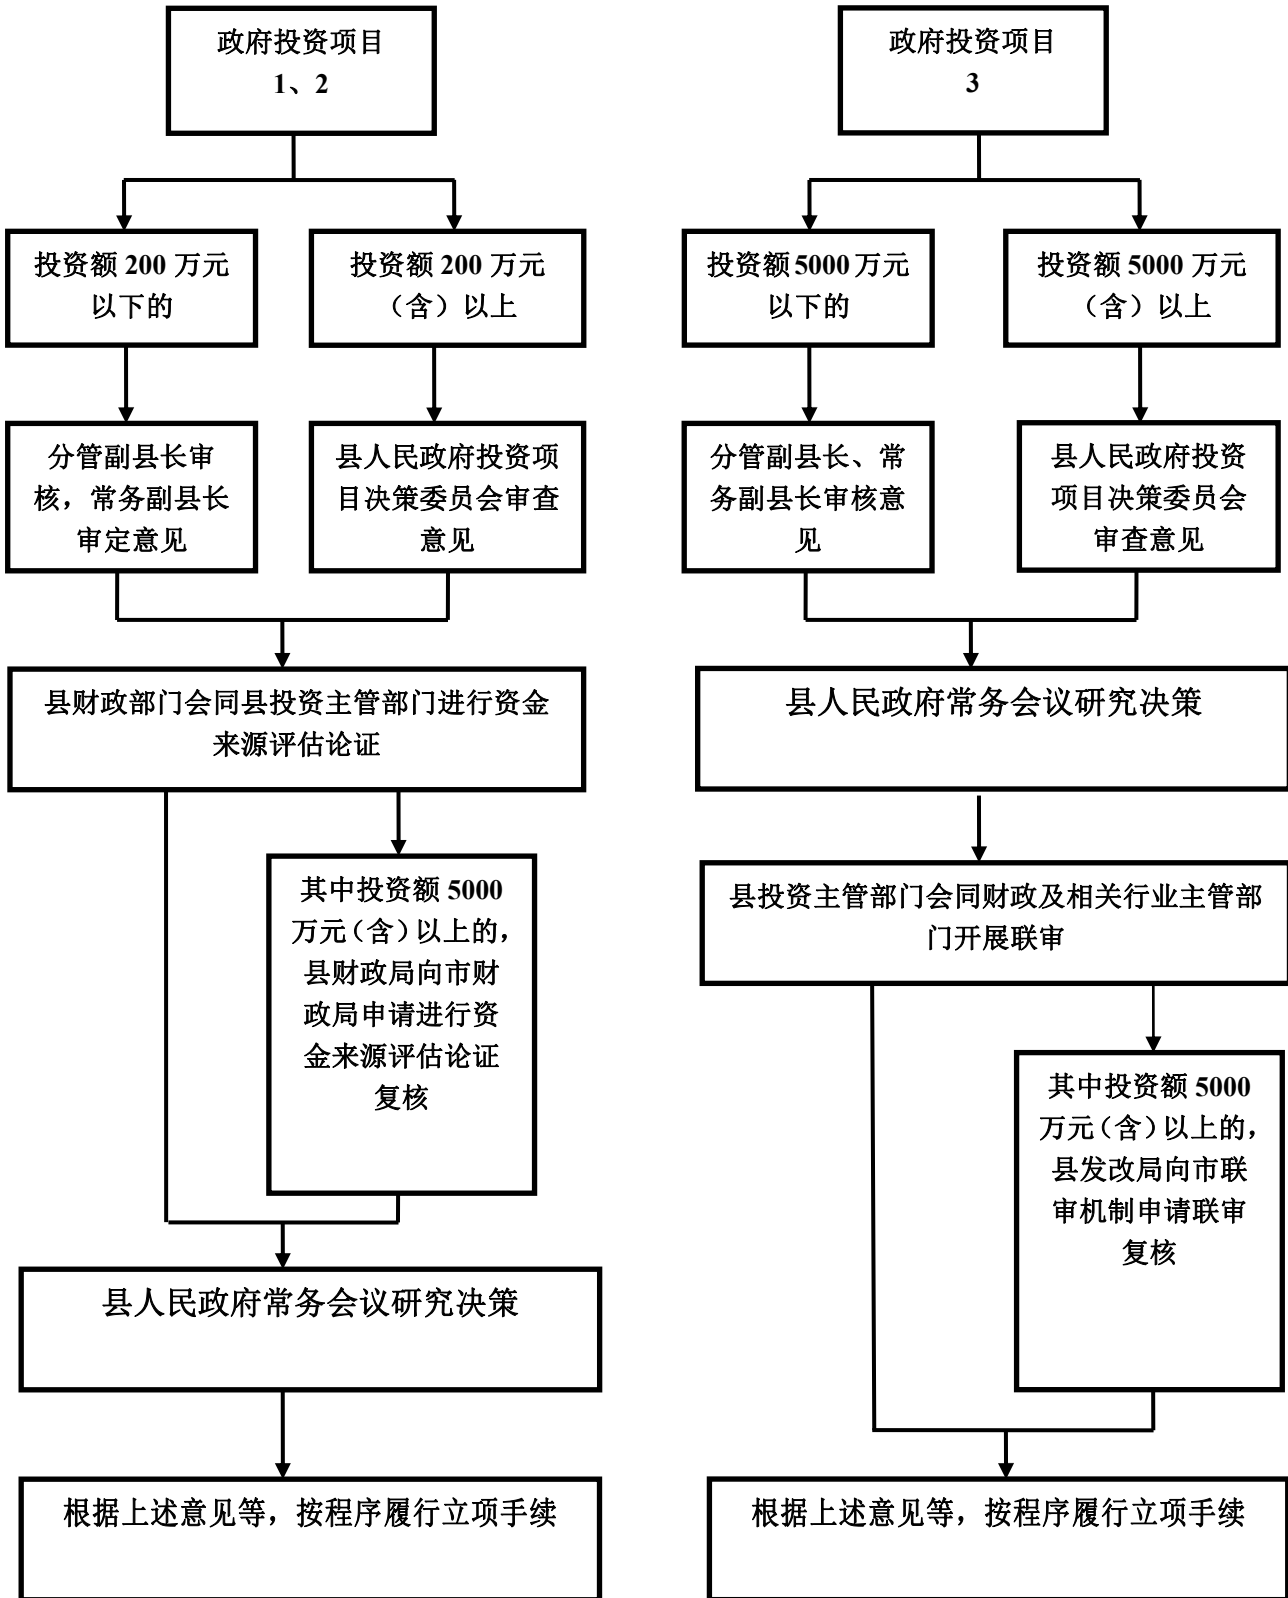 政府投资项目
1、2
投资额 200 万元
以下的
投资额 200 万元
（含）以上
分管副县长审
核，常务副县长
审定意见
县人民政府投资项
目决策委员会审查
意见
县财政部门会同县投资主管部门进行资金
来源评估论证
其中投资额 5000
万元（含）以上的，
县财政局向市财
政局申请进行资
金来源评估论证
复核
县人民政府常务会议研究决策
根据上述意见等，按程序履行立项手续
政府投资项目
3
投资额 5000 万元
以下的
投资额 5000 万元
（含）以上
分管副县长、常
务副县长审核意
见
县人民政府投资
项目决策委员会
审查意见
县人民政府常务会议研究决策
县投资主管部门会同财政及相关行业主管部
门开展联审
其中投资额 5000
万元（含）以上的，
县发改局向市联
审机制申请联审
复核
根据上述意见等，按程序履行立项手续